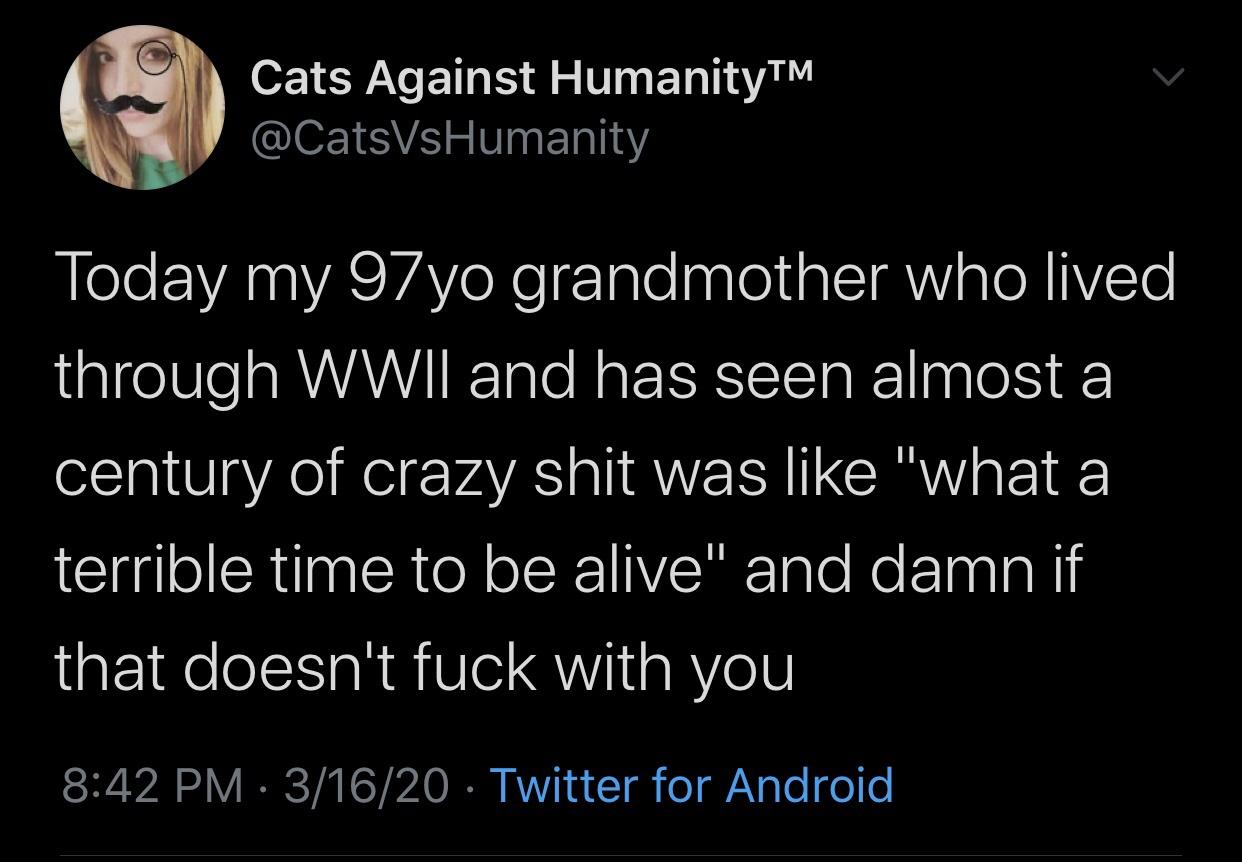 Cats Against Humanity™
@CatsVsHumanity
Today my 97yo grandmother who lived
through WWII and has seen almost a
century of crazy shit was like "what a
terrible time to be alive" and damn if
that doesn't fuck with you
8:42 PM · 3/16/20 · Twitter for Android